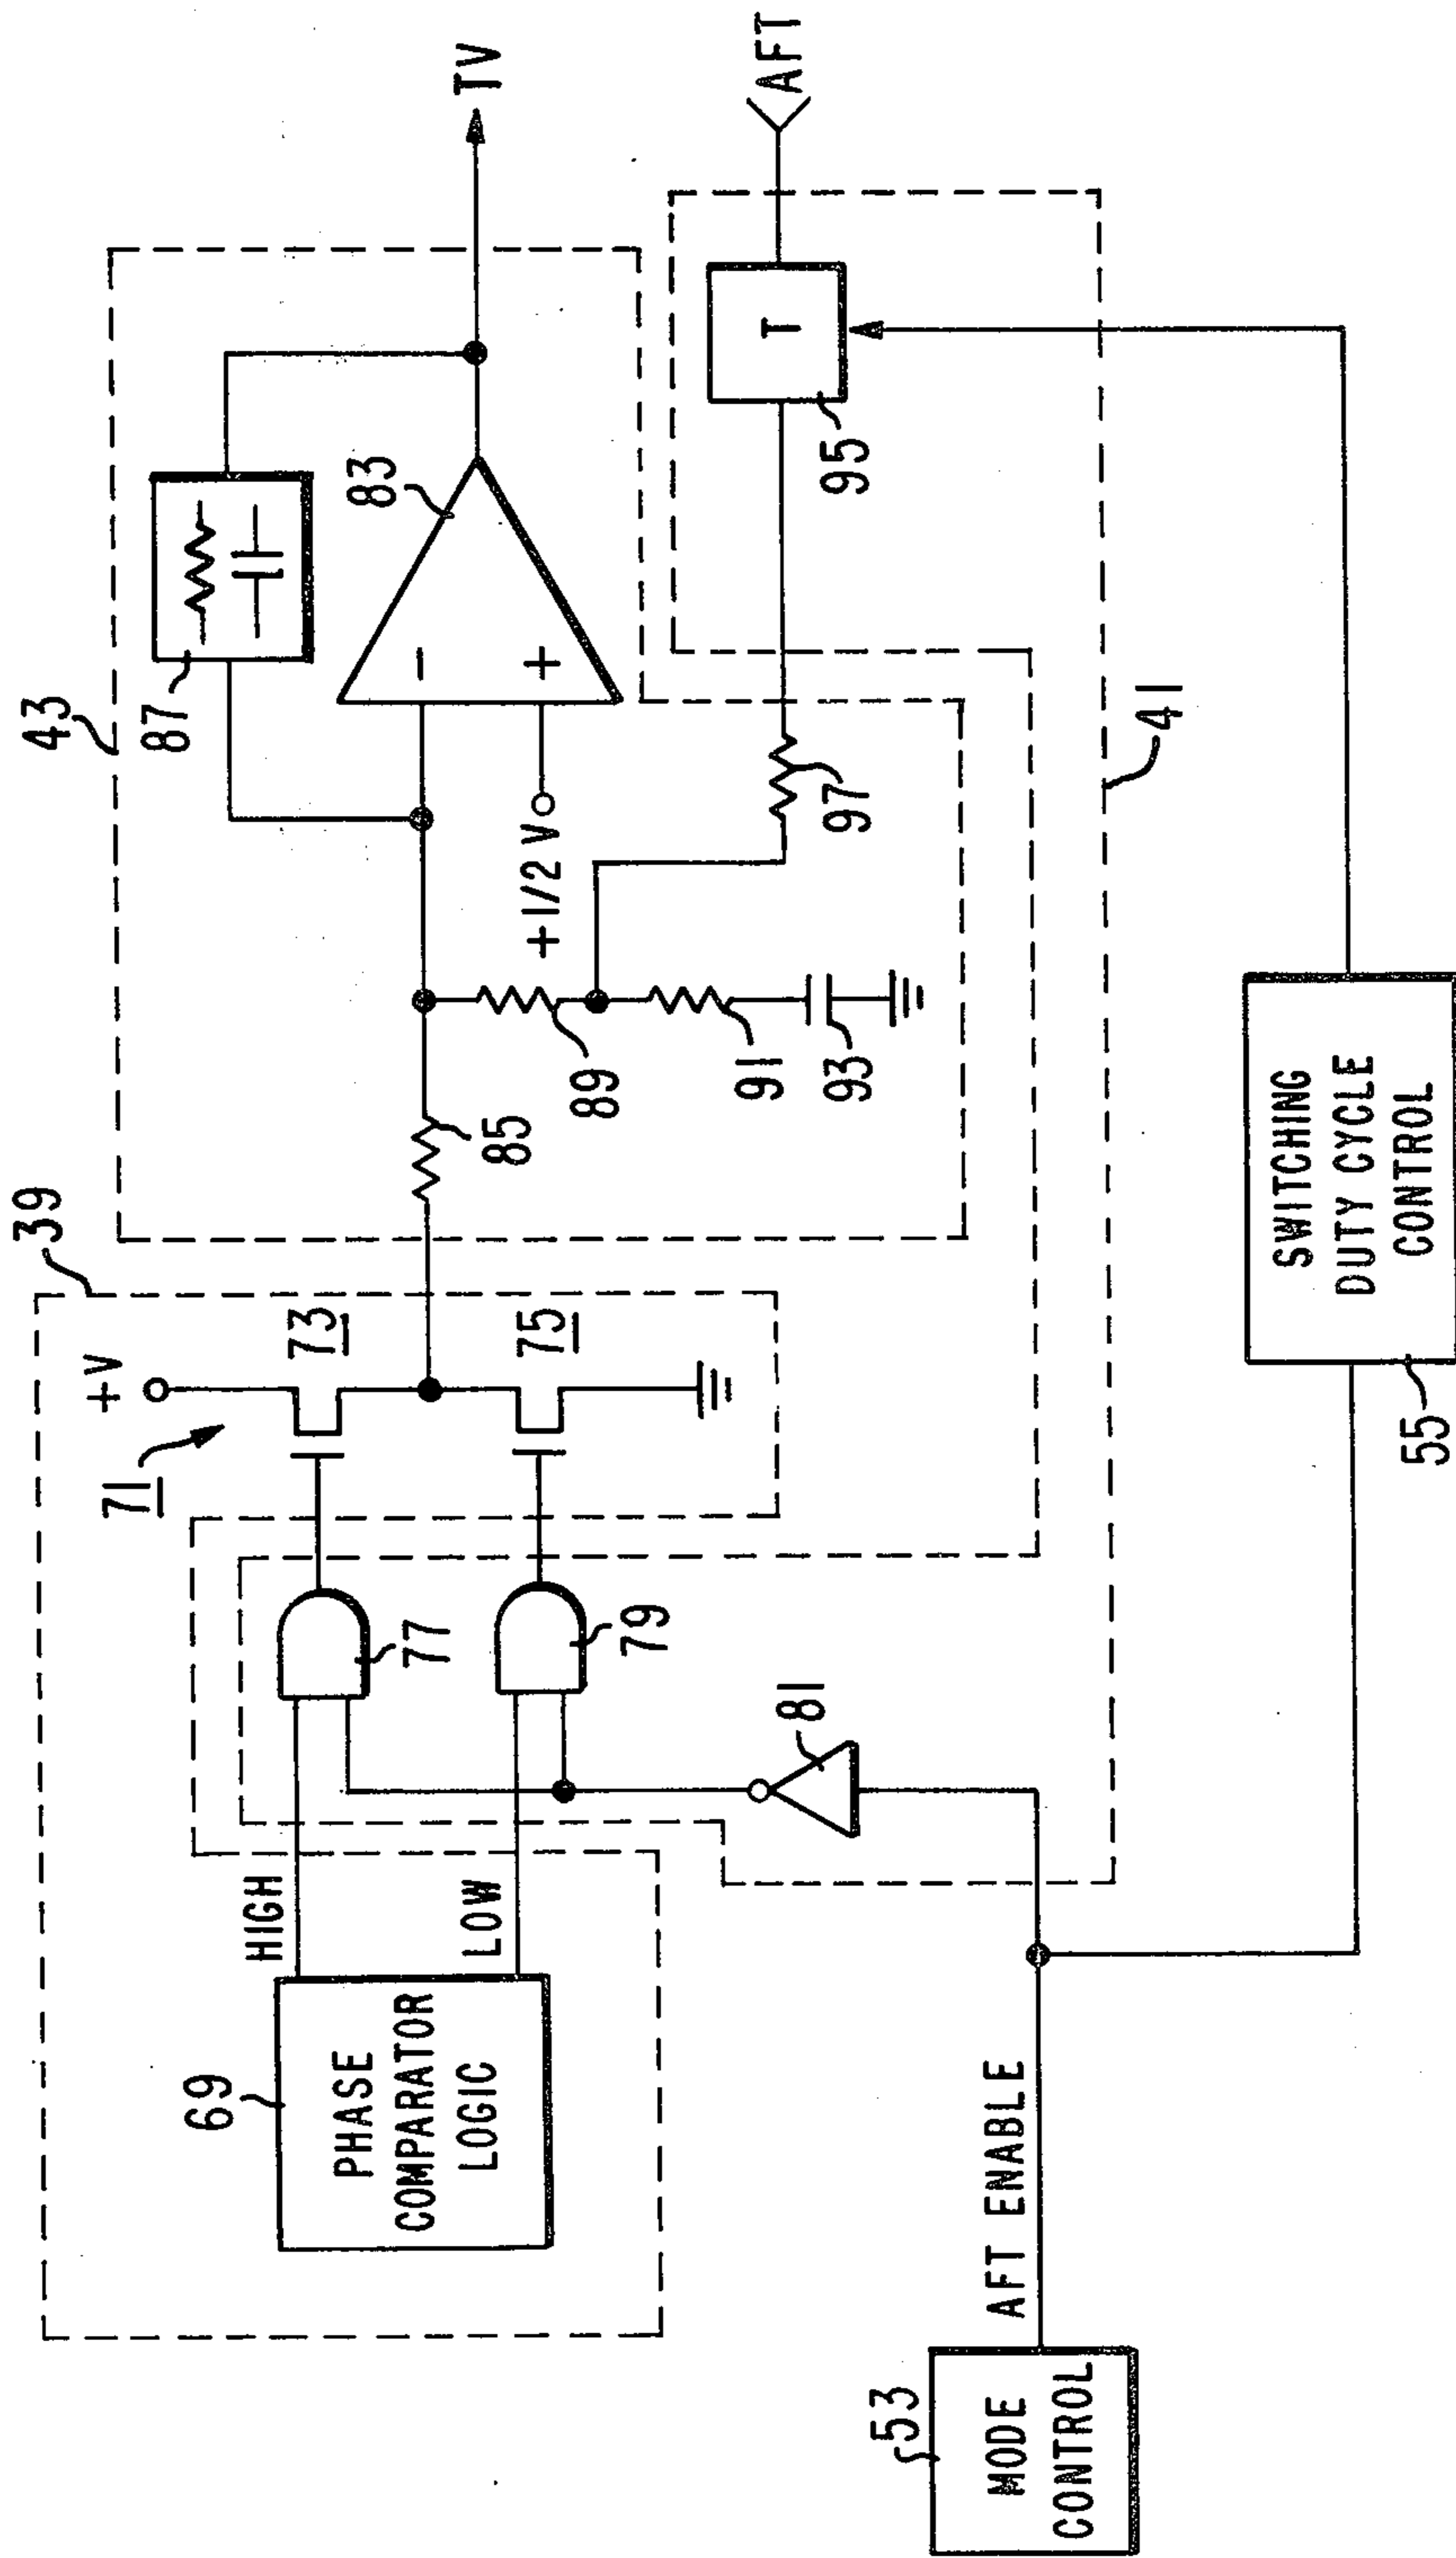 39
43
71
+V
73
75
87
83
TV
69
PHASE
COMPARATOR
LOGIC
HIGH
LOW
77
79
85
89
91
93
+1/2 V
−
+
97
T
95
AFT
81
41
53
MODE
CONTROL
AFT ENABLE
55
SWITCHING
DUTY CYCLE
CONTROL